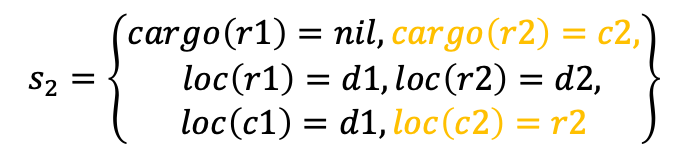 cargo(r1) = nil, cargo(r2) = c2,
s₂ = { loc(r1) = d1, loc(r2) = d2, }
loc(c1) = d1, loc(c2) = r2